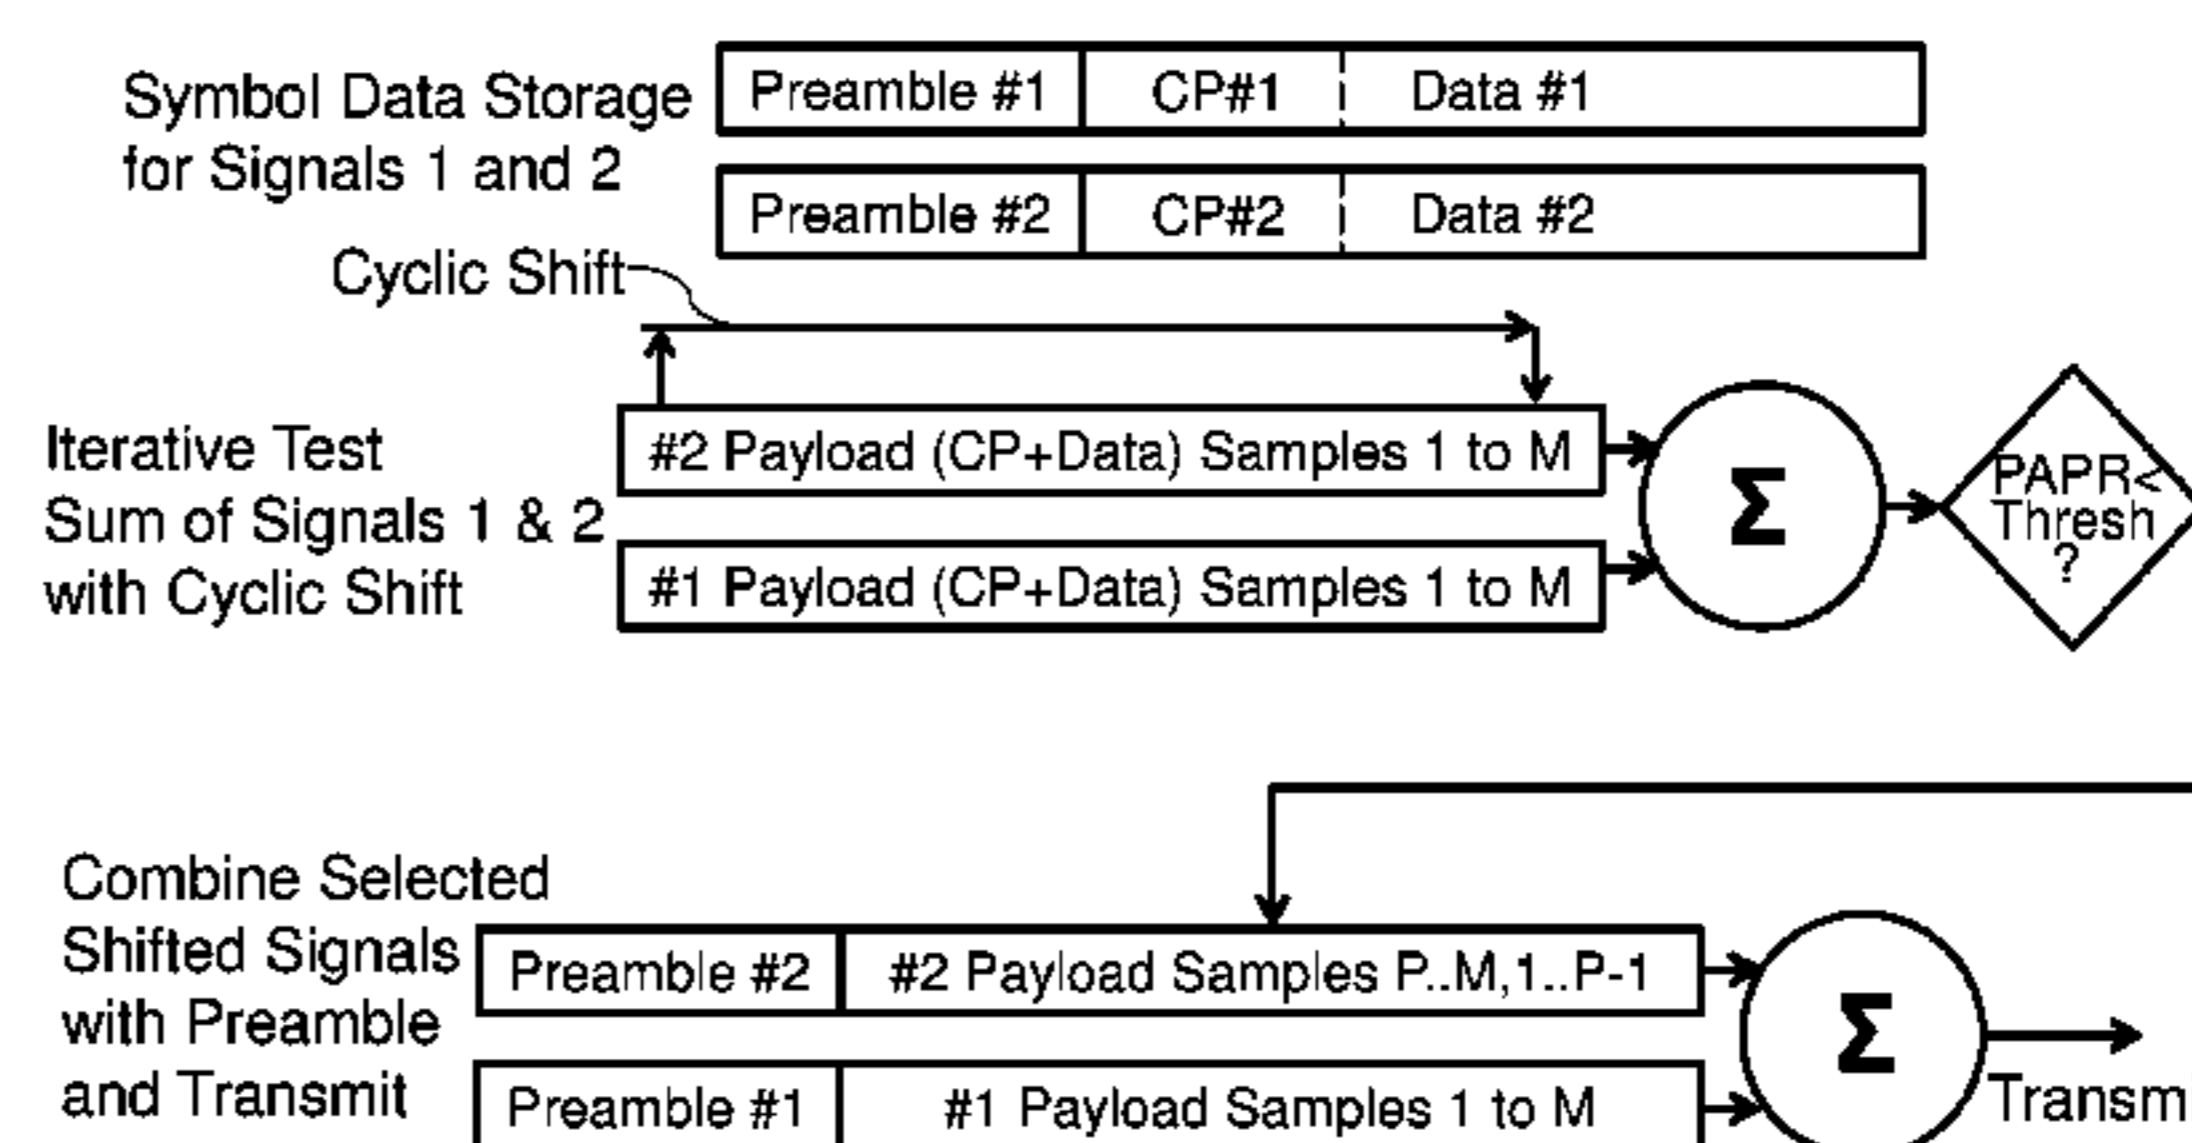 Symbol Data Storage
for Signals 1 and 2
Preamble #1 CP#1 Data #1
Preamble #2 CP#2 Data #2
Cyclic Shift
Iterative Test
Sum of Signals 1 & 2
with Cyclic Shift
#2 Payload (CP+Data) Samples 1 to M
#1 Payload (CP+Data) Samples 1 to M
Σ
PAPR<
Thresh
?
Combine Selected
Shifted Signals
with Preamble
and Transmit
Preamble #2 #2 Payload Samples P..M,1..P-1
Preamble #1 #1 Payload Samples 1 to M
Σ